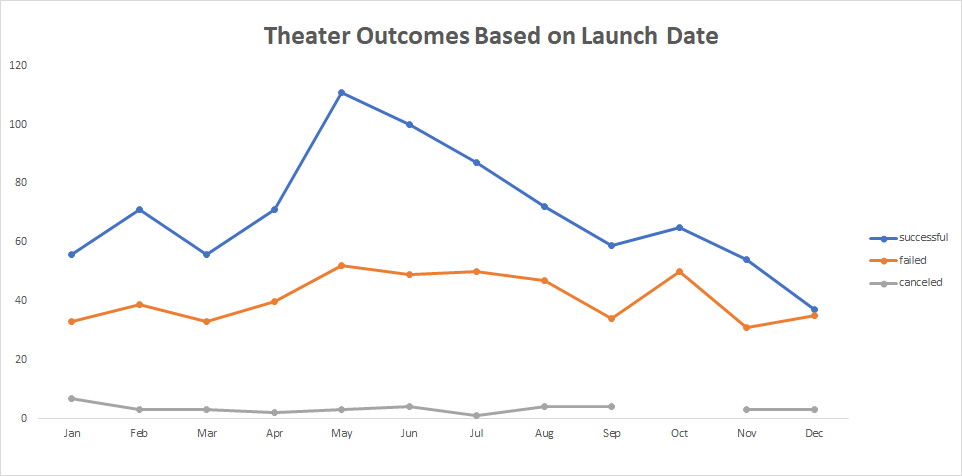 Theater Outcomes Based on Launch Date
120
100
80
60
40
20
0
Jan Feb Mar Apr May Jun Jul Aug Sep Oct Nov Dec
successful
failed
canceled